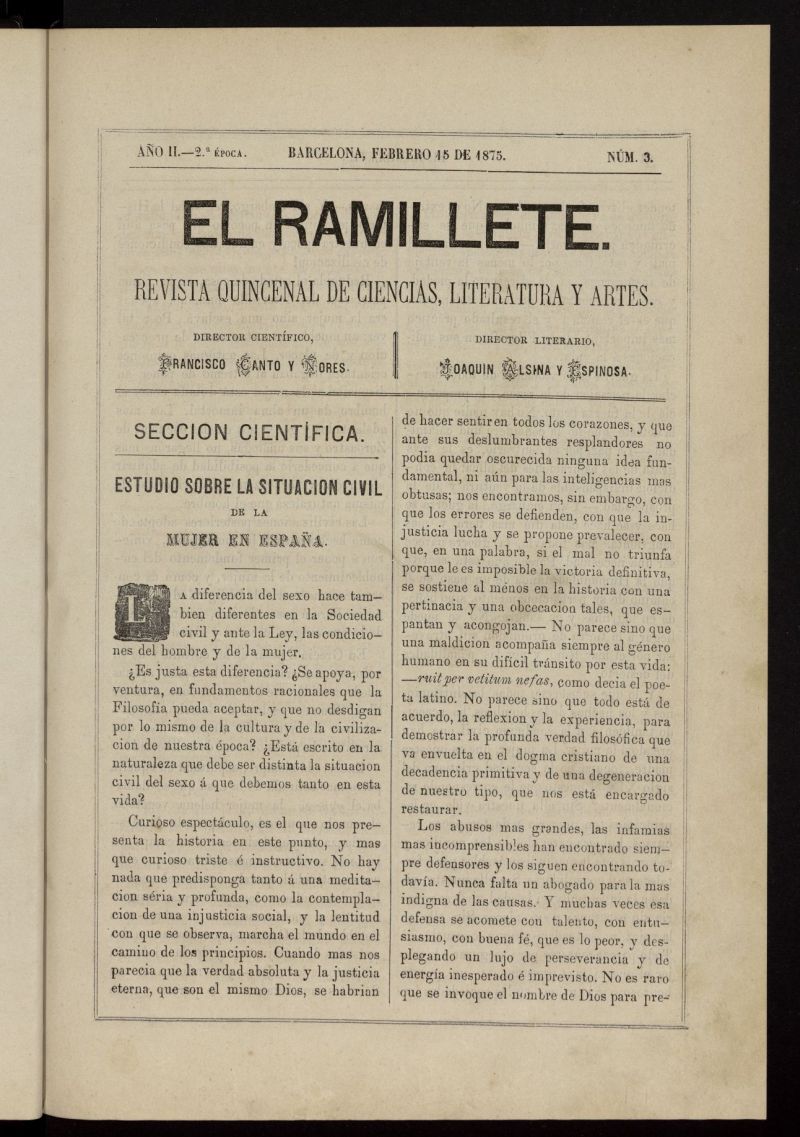 AÑO II.—2.ª ÉPOCA.
BARCELONA, FEBRERO 15 DE 1875.
NÚM. 3.
EL RAMILLETE.
REVISTA QUINCENAL DE CIENCIAS, LITERATURA Y ARTES.
DIRECTOR CIENTÍFICO,
FRANCISCO CANTO Y NORES.
DIRECTOR LITERARIO,
JOAQUIN ALSINA Y ESPINOSA.
SECCION CIENTÍFICA.
ESTUDIO SOBRE LA SITUACION CIVIL
DE LA
MUJER EN ESPAÑA.
LA diferencia del sexo hace tam-
bien diferentes en la Sociedad
civil y ante la Ley, las condicio-
nes del hombre y de la mujer.
¿Es justa esta diferencia? ¿Se apoya, por
ventura, en fundamentos racionales que la
Filosofía pueda aceptar, y que no desdigan
por lo mismo de la cultura y de la civiliza-
cion de nuestra época? ¿Está escrito en la
naturaleza que debe ser distinta la situacion
civil del sexo á que debemos tanto en esta
vida?
Curioso espectáculo, es el que nos pre-
senta la historia en este punto, y mas
que curioso triste é instructivo. No hay
nada que predisponga tanto á una medita-
cion séria y profunda, como la contempla-
cion de una injusticia social, y la lentitud
con que se observa, marcha el mundo en el
camino de los principios. Cuando mas nos
parecia que la verdad absoluta y la justicia
eterna, que son el mismo Dios, se habrian
de hacer sentir en todos los corazones, y que
ante sus deslumbrantes resplandores no
podia quedar oscurecida ninguna idea fun-
damental, ni aún para las inteligencias mas
obtusas; nos encontramos, sin embargo, con
que los errores se defienden, con que la in-
justicia lucha y se propone prevalecer, con
que, en una palabra, si el mal no triunfa
porque le es imposible la victoria definitiva,
se sostiene al ménos en la historia con una
pertinacia y una obcecacion tales, que es-
pantan y acongojan.— No parece sino que
una maldicion acompaña siempre al género
humano en su difícil tránsito por esta vida:
—ruit per vetitum nefas, como decia el poe-
ta latino. No parece sino que todo está de
acuerdo, la reflexion y la experiencia, para
demostrar la profunda verdad filosófica que
va envuelta en el dogma cristiano de una
decadencia primitiva y de una degeneracion
de nuestro tipo, que nos está encargado
restaurar.
Los abusos mas grandes, las infamias
mas incomprensibles han encontrado siem-
pre defensores y los siguen encontrando to-
davía. Nunca falta un abogado para la mas
indigna de las causas. Y muchas veces esa
defensa se acomete con talento, con entu-
siasmo, con buena fé, que es lo peor, y des-
plegando un lujo de perseverancia y de
energía inesperado é imprevisto. No es raro
que se invoque el nombre de Dios para pre-